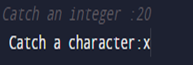 Catch an integer :20
Catch a character:x